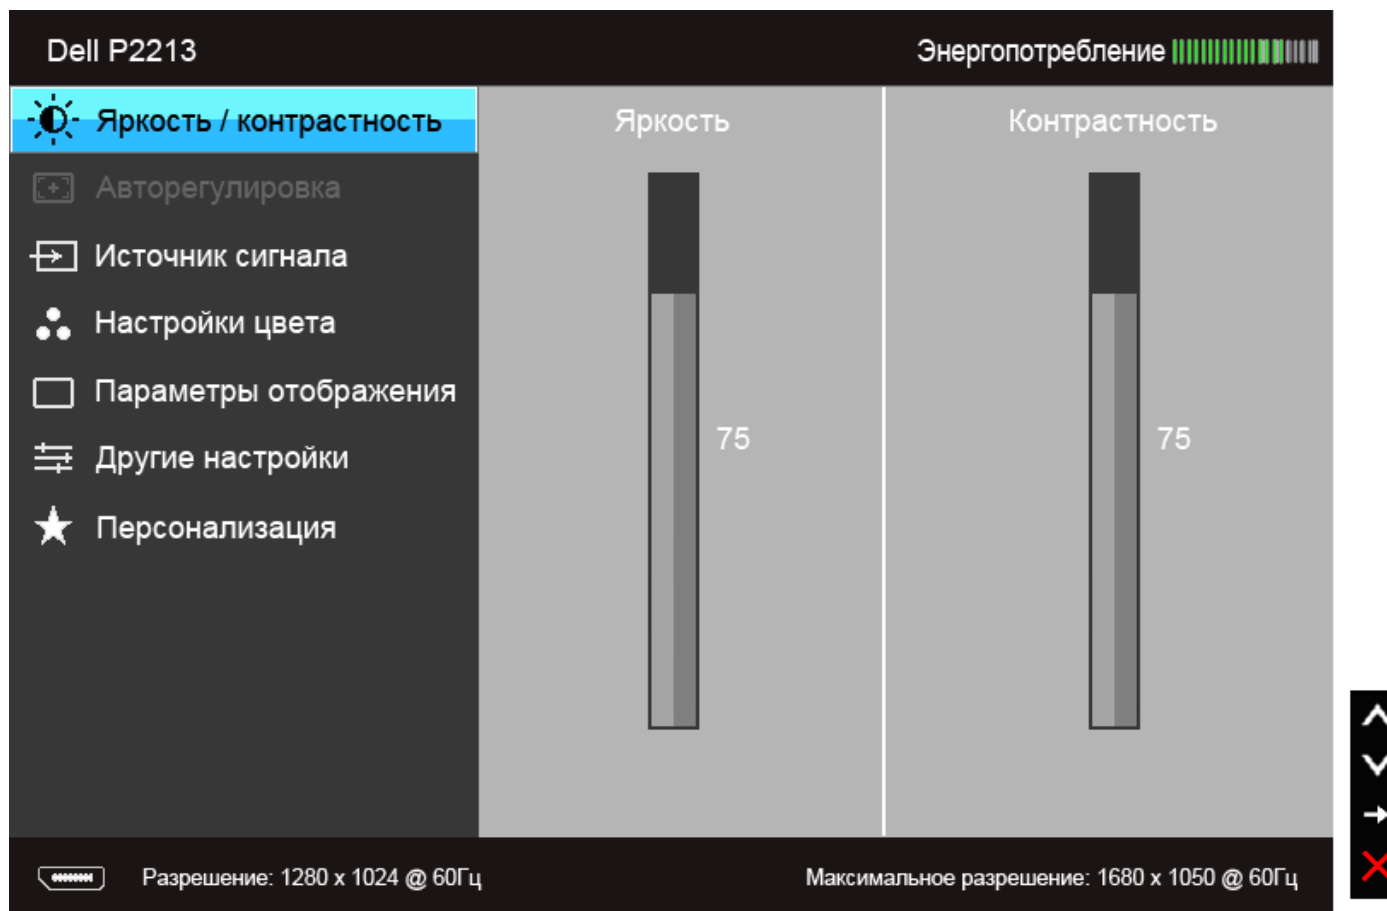 Dell P2213
Энергопотребление
Яркость / контрастность
Авторегулировка
Источник сигнала
Настройки цвета
Параметры отображения
Другие настройки
Персонализация
Яркость
75
Контрастность
75
Разрешение: 1280 x 1024 @ 60Гц
Максимальное разрешение: 1680 x 1050 @ 60Гц